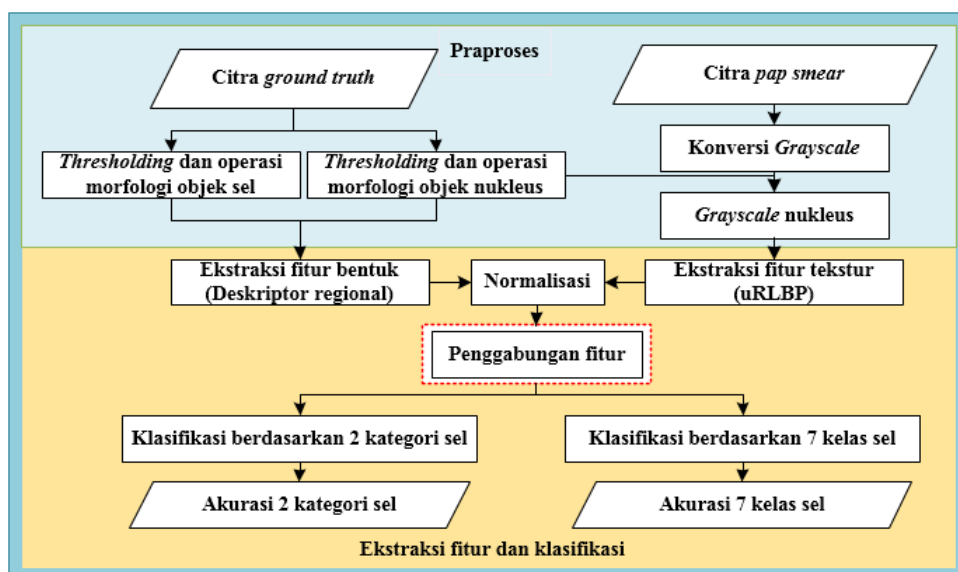 Praproses
Citra ground truth
Citra pap smear
Konversi Grayscale
Thresholding dan operasi
morfologi objek sel
Thresholding dan operasi
morfologi objek nukleus
Grayscale nukleus
Ekstraksi fitur bentuk
(Deskriptor regional)
Normalisasi
Ekstraksi fitur tekstur
(uRLBP)
Penggabungan fitur
Klasifikasi berdasarkan 2 kategori sel
Klasifikasi berdasarkan 7 kelas sel
Akurasi 2 kategori sel
Akurasi 7 kelas sel
Ekstraksi fitur dan klasifikasi